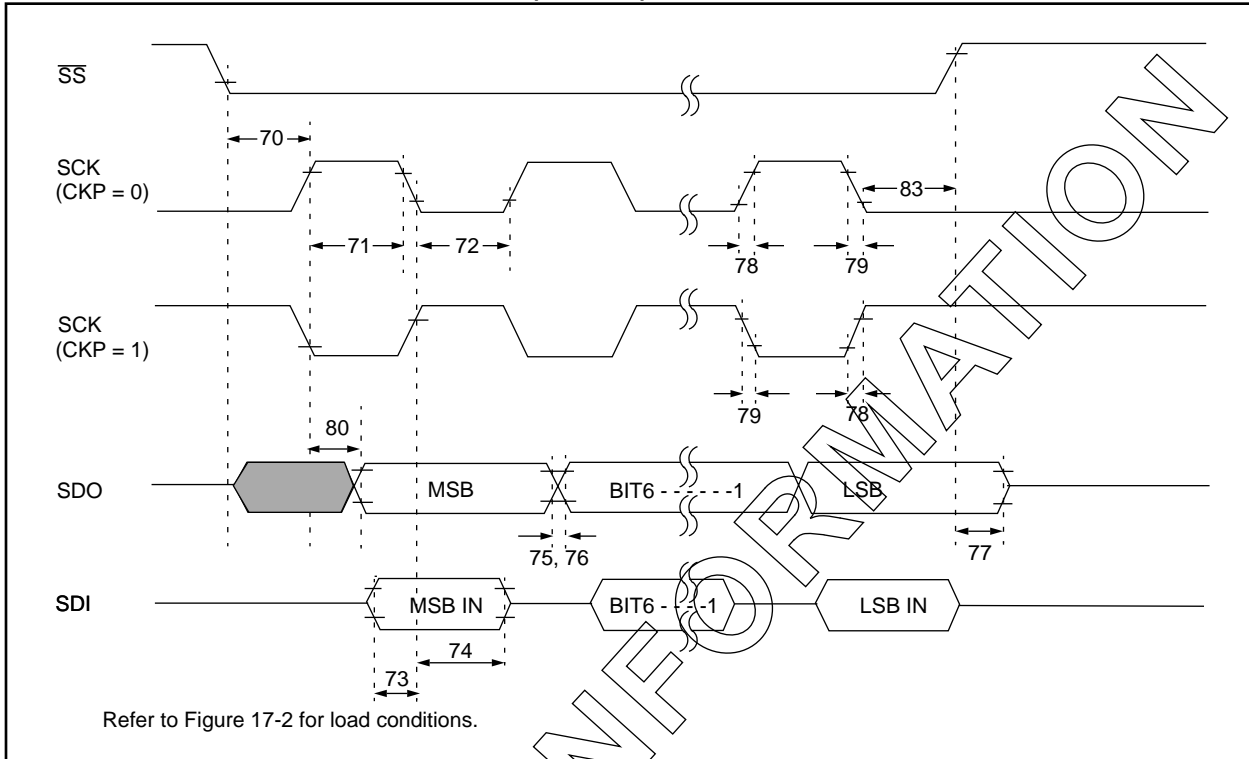 SS
70
SCK
(CKP = 0)
71
72
78
79
83
SCK
(CKP = 1)
79
78
80
SDO
MSB
BIT6 - - - - - -1
LSB
75, 76
77
SDI
MSB IN
BIT6 - - - -1
LSB IN
74
73
Refer to Figure 17-2 for load conditions.
NFORMATION